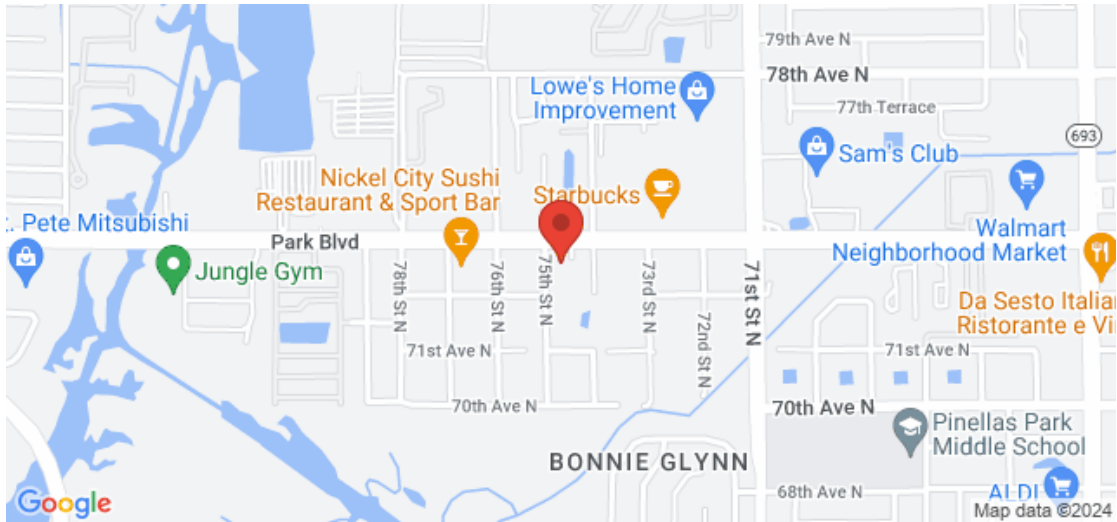 79th Ave N
78th Ave N
77th Terrace
Lowe's Home
Improvement
693
Sam's Club
Nickel City Sushi
Restaurant & Sport Bar
Starbucks
Walmart
Neighborhood Market
t. Pete Mitsubishi
Park Blvd
Jungle Gym
78th St N
76th St N
75th St N
73rd St N
72nd St N
71st St N
Da Sesto Italian
Ristorante e Vi
71st Ave N
71st Ave N
70th Ave N
70th Ave N
Pinellas Park
Middle School
BONNIE GLYNN
68th Ave N
ALDI
Google
Map data ©2024